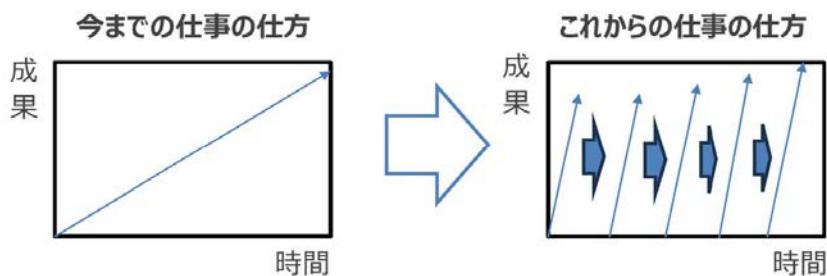 今までの仕事の仕方
成
果
時間
これからの仕事の仕方
成
果
時間